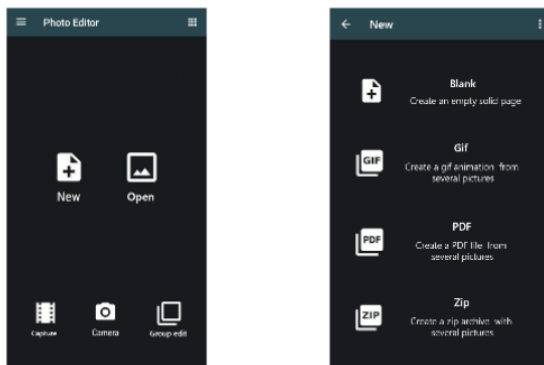 Photo Editor
New
Open
Capture
Camera
Group edit
New
Blank
Create an empty solid page
Gif
GIF
Create a gif animation from
several pictures
PDF
PDF
Create a PDF file from
several pictures
Zip
ZIP
Create a zip archive with
several pictures